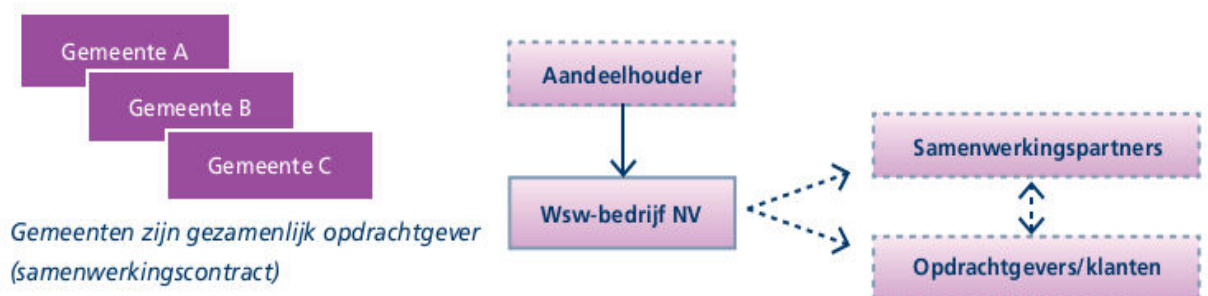 Gemeente A
Gemeente B
Gemeente C
Gemeenten zijn gezamenlijk opdrachtgever
(samenwerkingscontract)
Aandeelhouder
Wsw-bedrijf NV
Samenwerkingspartners
Opdrachtgevers/klanten